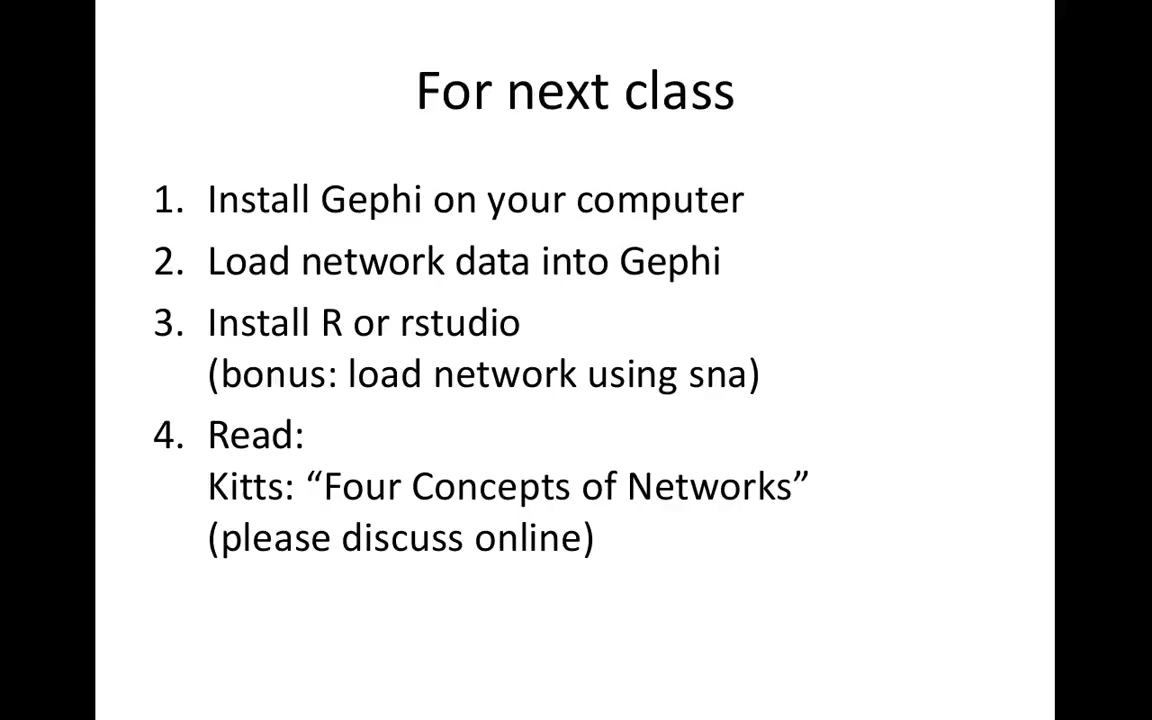 For next class
1. Install Gephi on your computer
2. Load network data into Gephi
3. Install R or rstudio
(bonus: load network using sna)
4. Read:
Kitts: “Four Concepts of Networks”
(please discuss online)